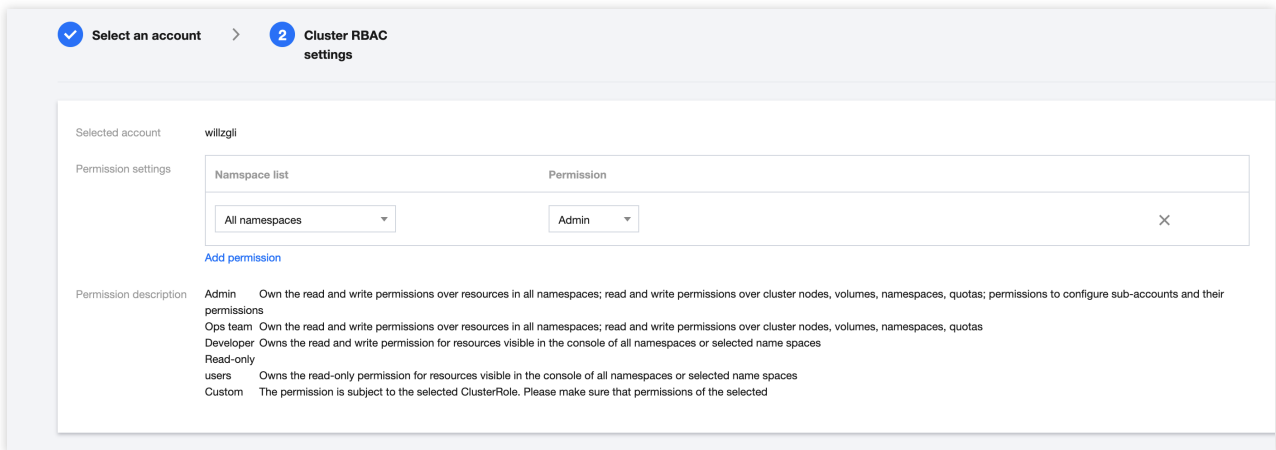 Select an account
2 Cluster RBAC
settings
Selected account willzgli
Permission settings
Namspace list Permission
All namespaces Admin
Add permission
Permission description
Admin Own the read and write permissions over resources in all namespaces; read and write permissions over cluster nodes, volumes, namespaces, quotas; permissions to configure sub-accounts and their
permissions
Ops team Own the read and write permissions over resources in all namespaces; read and write permissions over cluster nodes, volumes, namespaces, quotas
Developer Owns the read and write permission for resources visible in the console of all namespaces or selected name spaces
Read-only
users Owns the read-only permission for resources visible in the console of all namespaces or selected name spaces
Custom The permission is subject to the selected ClusterRole. Please make sure that permissions of the selected